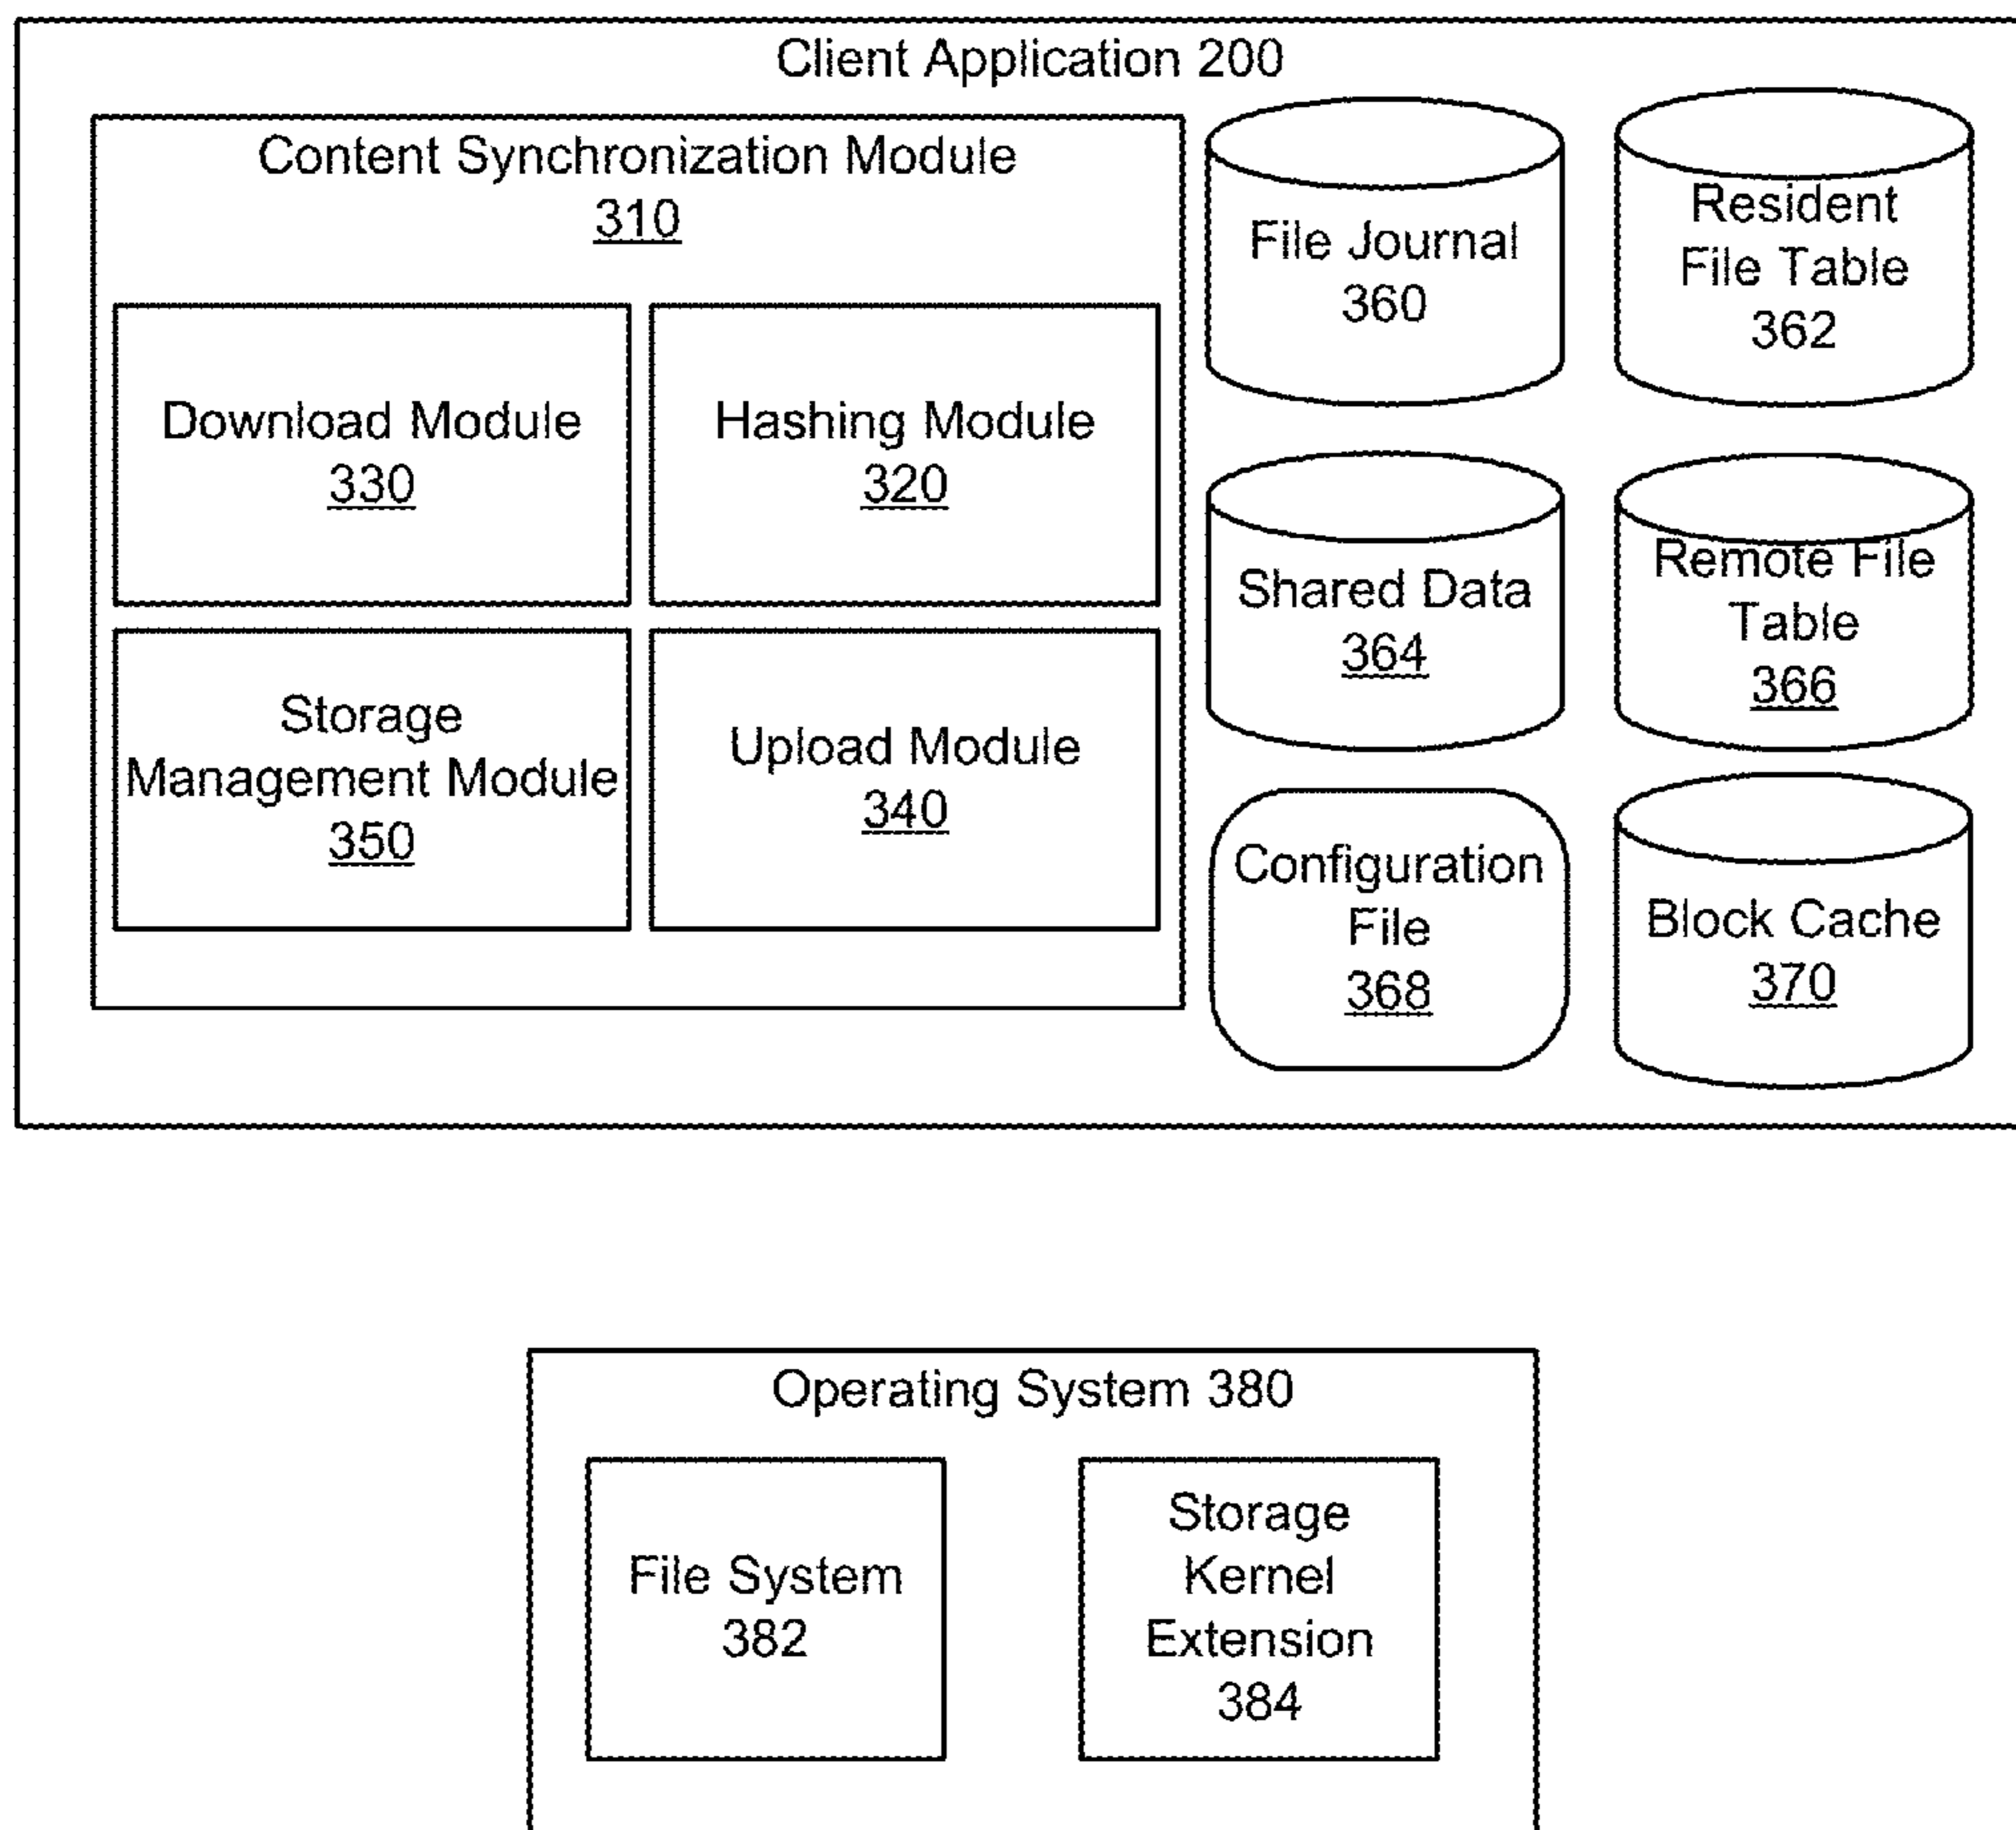 Client Application 200
Content Synchronization Module
310
Download Module
330
Hashing Module
320
Storage
Management Module
350
Upload Module
340
File Journal
360
Resident
File Table
362
Shared Data
364
Remote File
Table
366
Configuration
File
368
Block Cache
370
Operating System 380
File System
382
Storage
Kernel
Extension
384